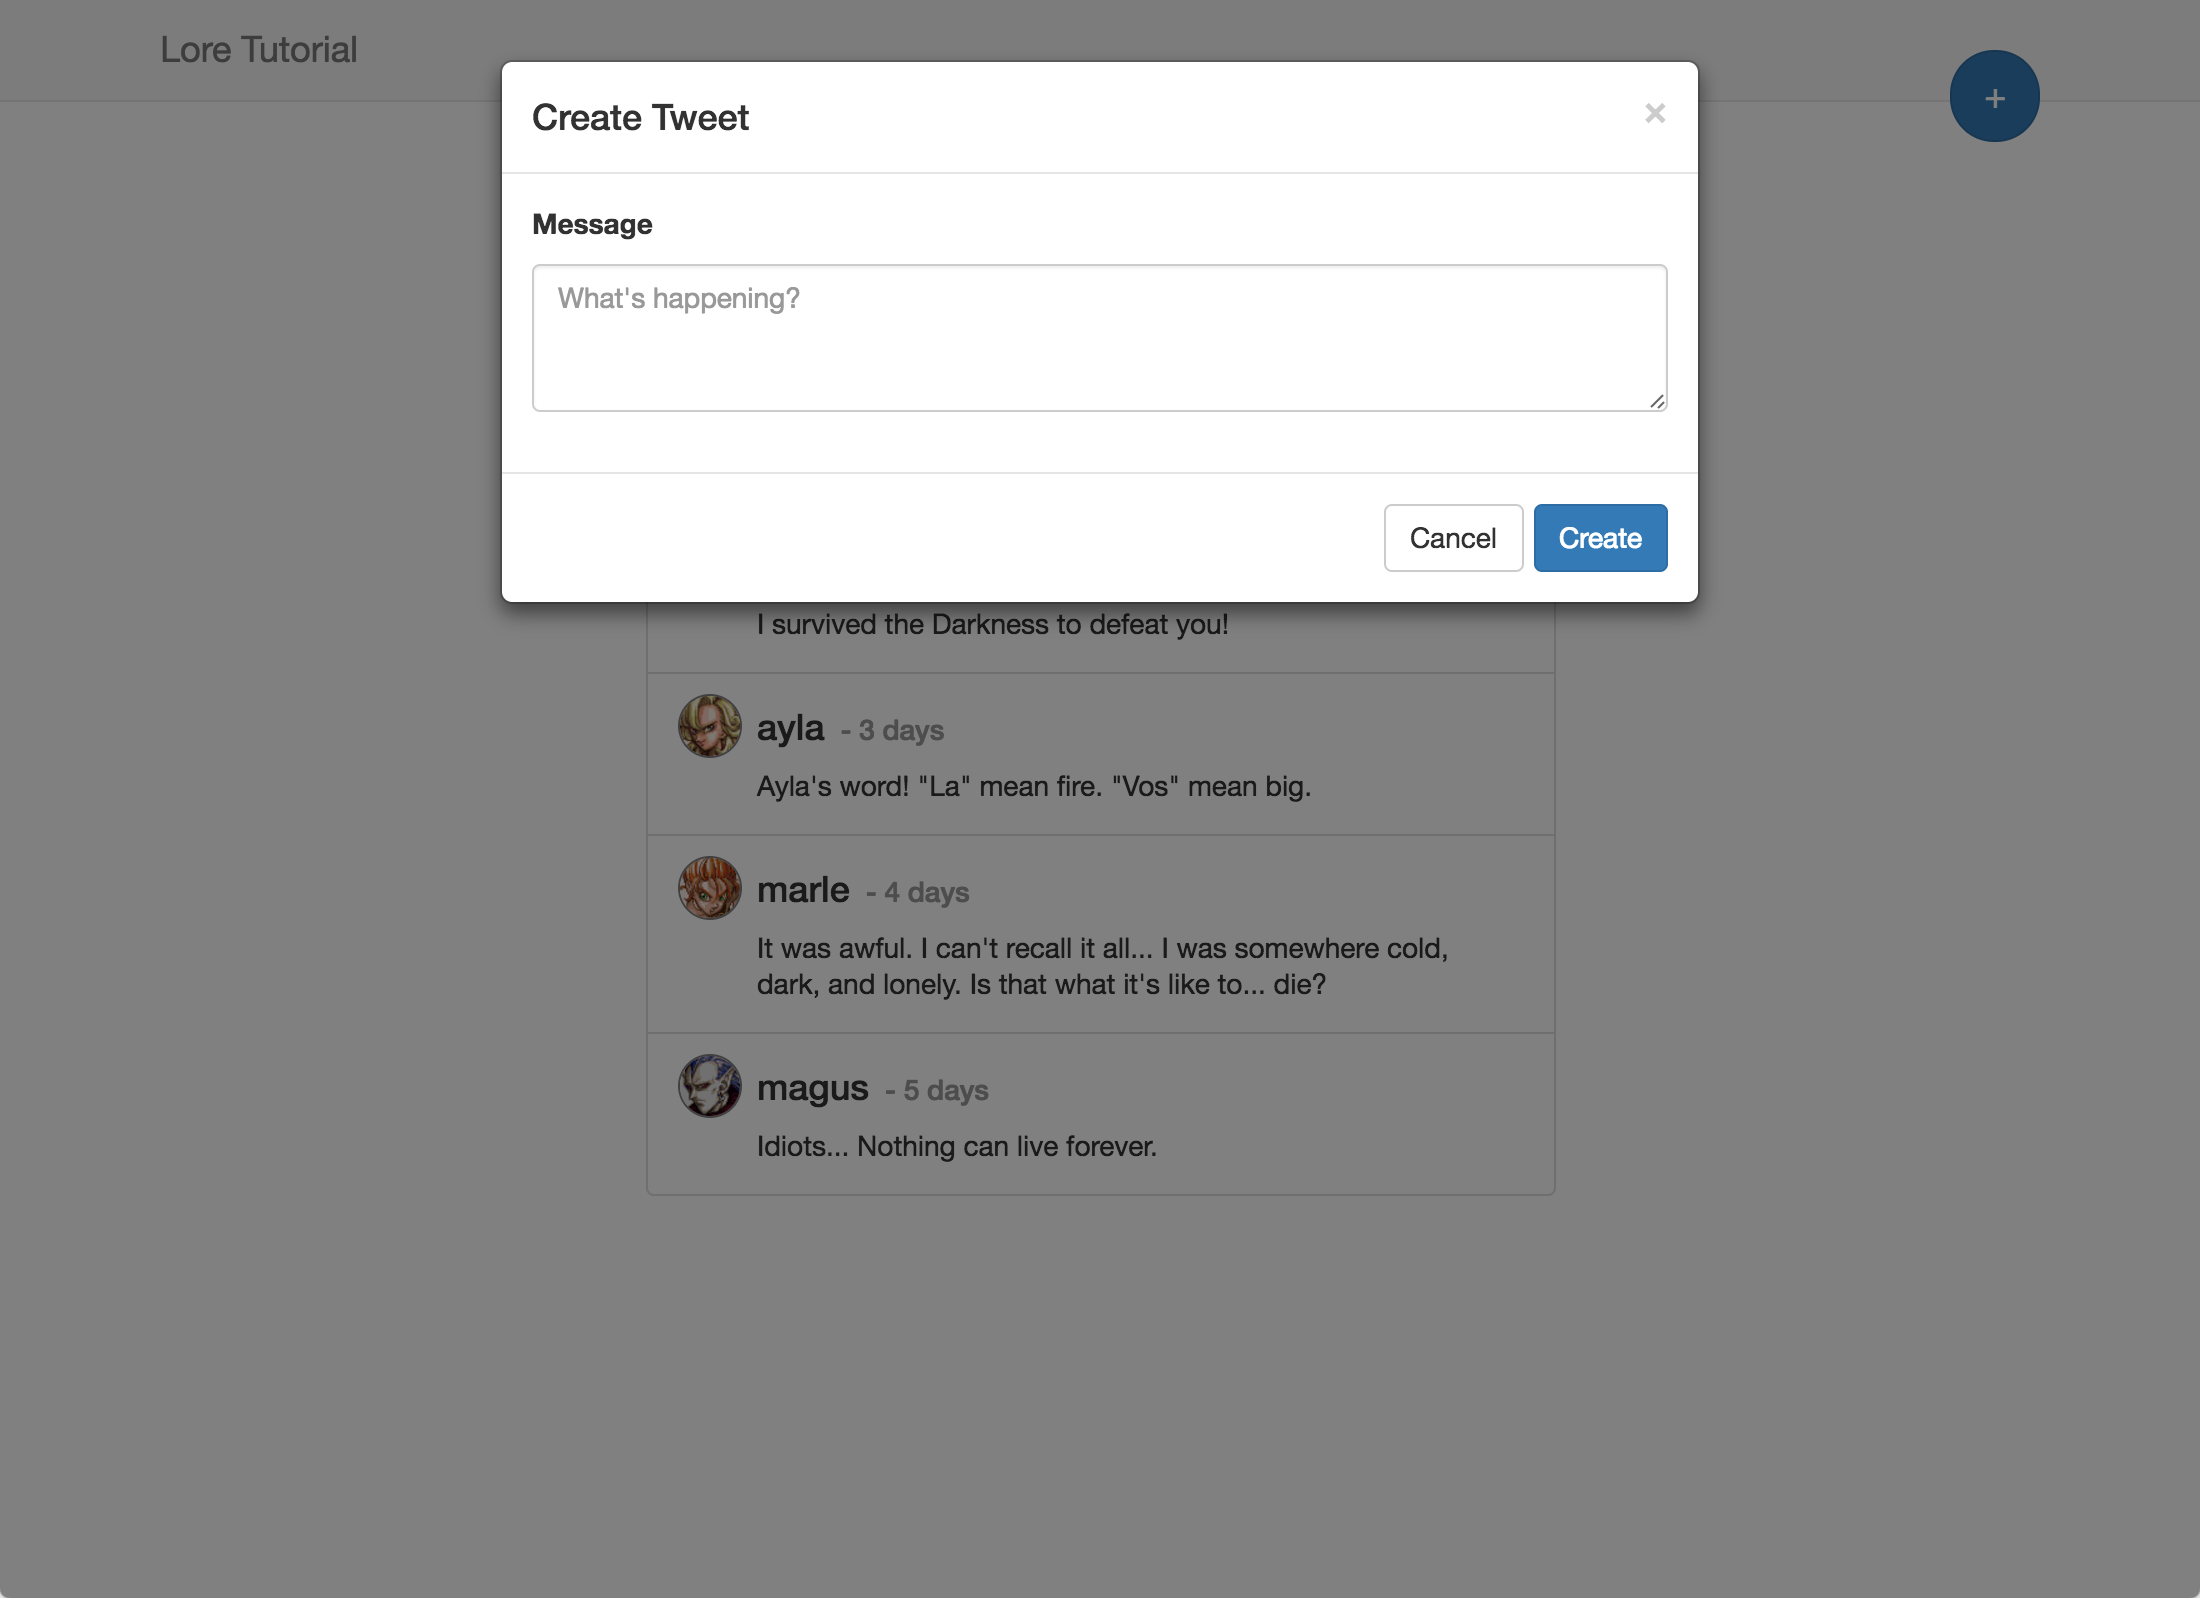 Lore Tutorial
+
Create Tweet
×
Message
What's happening?
Cancel
Create
I survived the Darkness to defeat you!
ayla - 3 days
Ayla's word! "La" mean fire. "Vos" mean big.
marle - 4 days
It was awful. I can't recall it all... I was somewhere cold,
dark, and lonely. Is that what it's like to... die?
magus - 5 days
Idiots... Nothing can live forever.